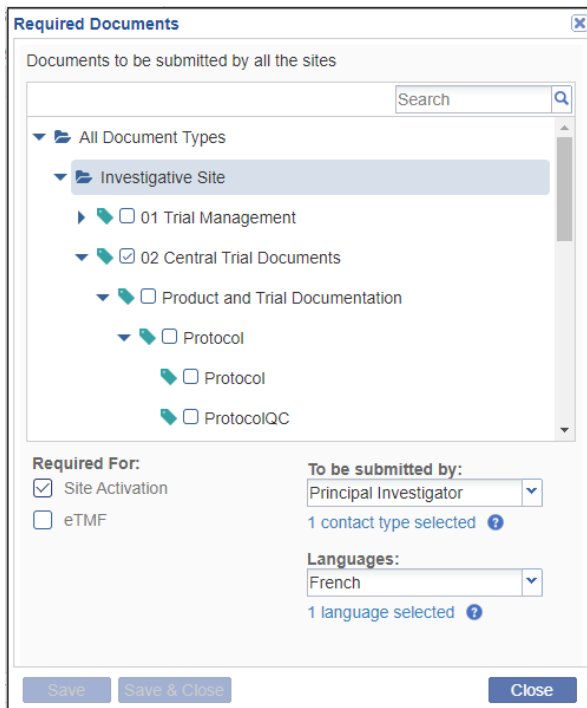 Required Documents
Documents to be submitted by all the sites
Search
All Document Types
Investigative Site
01 Trial Management
02 Central Trial Documents
Product and Trial Documentation
Protocol
Protocol
ProtocolQC
Required For:
Site Activation
eTMF
To be submitted by:
Principal Investigator
1 contact type selected ?
Languages:
French
1 language selected ?
Save
Save & Close
Close